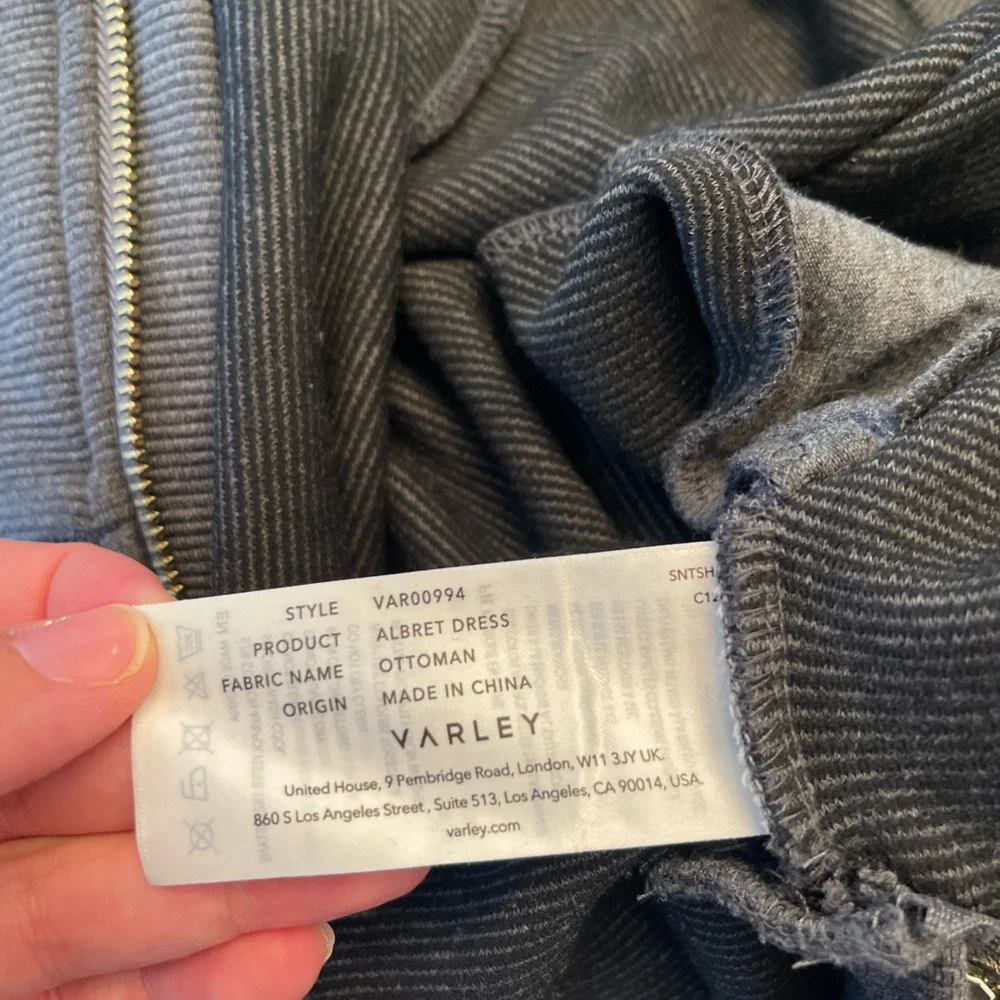 STYLE VAR00994
PRODUCT ALBRET DRESS
FABRIC NAME OTTOMAN
ORIGIN MADE IN CHINA
SNTSH
VARLEY
United House, 9 Pembridge Road, London, W11 3JY UK.
860 S Los Angeles Street, Suite 513, Los Angeles, CA 90014, USA.
varley.com